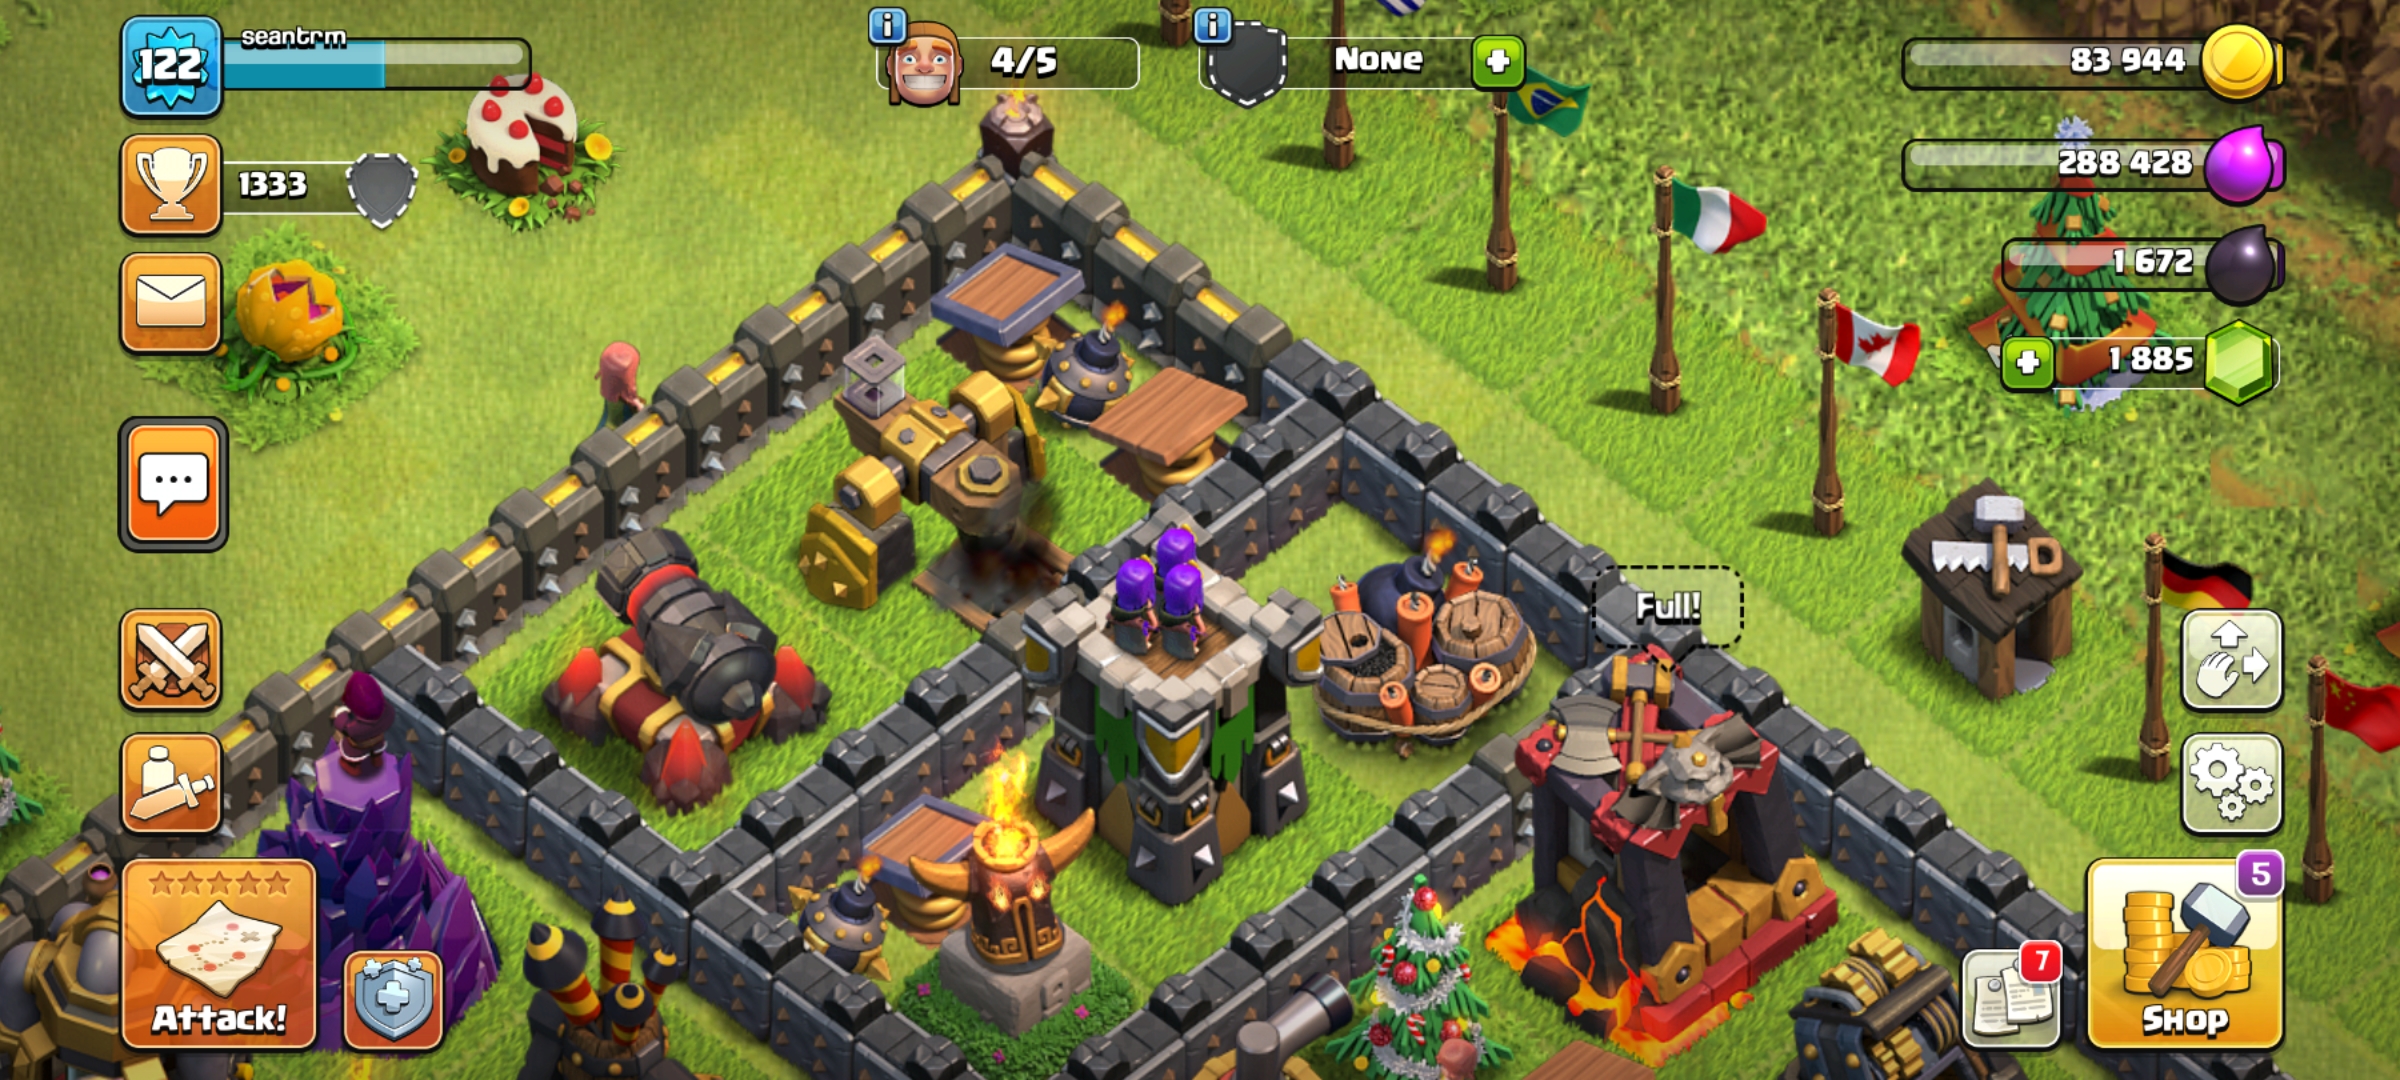 122
seantrm
i
4/5
i
None
83 944
1333
288 428
1 672
1 885
Full!
Attack!
7
5
Shop